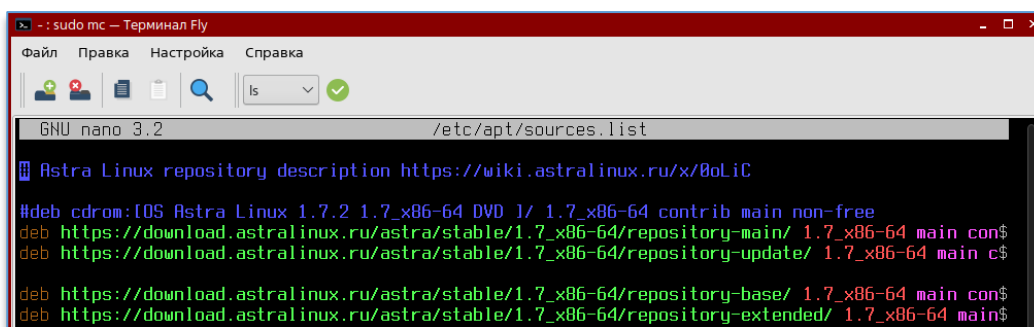 - : sudo mc — Терминал Fly
Файл Правка Настройка Справка
ls
GNU nano 3.2 /etc/apt/sources.list
# Astra Linux repository description https://wiki.astralinux.ru/x/0oLiC
#deb cdrom:[OS Astra Linux 1.7.2 1.7_x86-64 DVD ]/ 1.7_x86-64 contrib main non-free
deb https://download.astralinux.ru/astra/stable/1.7_x86-64/repository-main/ 1.7_x86-64 main con$
deb https://download.astralinux.ru/astra/stable/1.7_x86-64/repository-update/ 1.7_x86-64 main c$
deb https://download.astralinux.ru/astra/stable/1.7_x86-64/repository-base/ 1.7_x86-64 main con$
deb https://download.astralinux.ru/astra/stable/1.7_x86-64/repository-extended/ 1.7_x86-64 main$